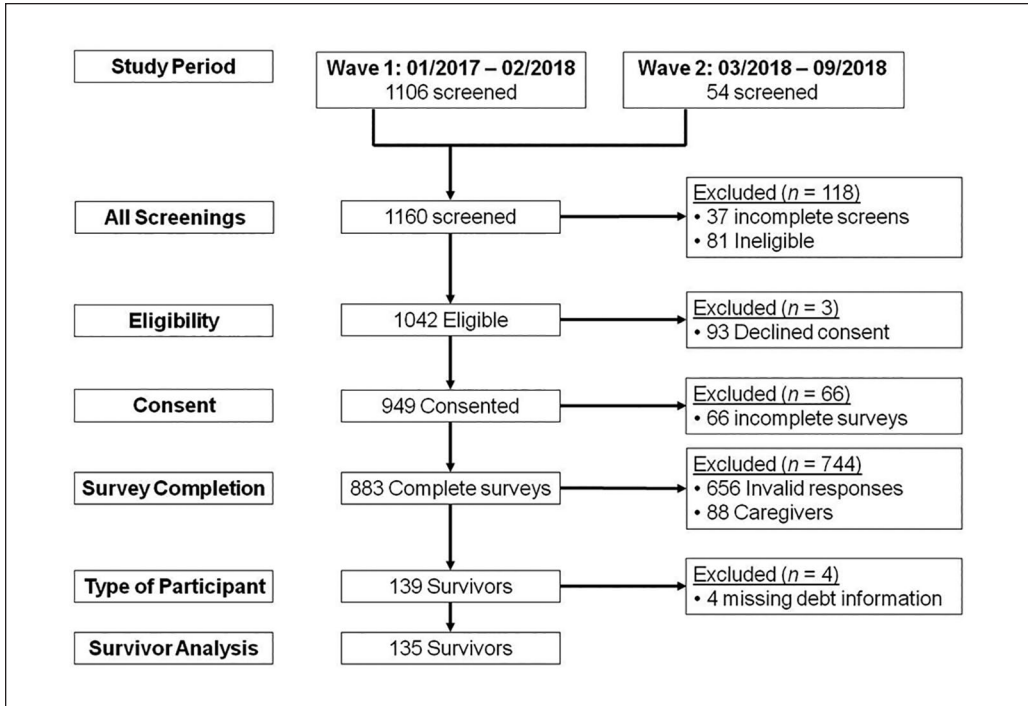 Study Period
Wave 1: 01/2017 – 02/2018
1106 screened
Wave 2: 03/2018 – 09/2018
54 screened
All Screenings
1160 screened
Excluded (n = 118)
• 37 incomplete screens
• 81 Ineligible
Eligibility
1042 Eligible
Excluded (n = 3)
• 93 Declined consent
Consent
949 Consented
Excluded (n = 66)
• 66 incomplete surveys
Survey Completion
883 Complete surveys
Excluded (n = 744)
• 656 Invalid responses
• 88 Caregivers
Type of Participant
139 Survivors
Excluded (n = 4)
• 4 missing debt information
Survivor Analysis
135 Survivors